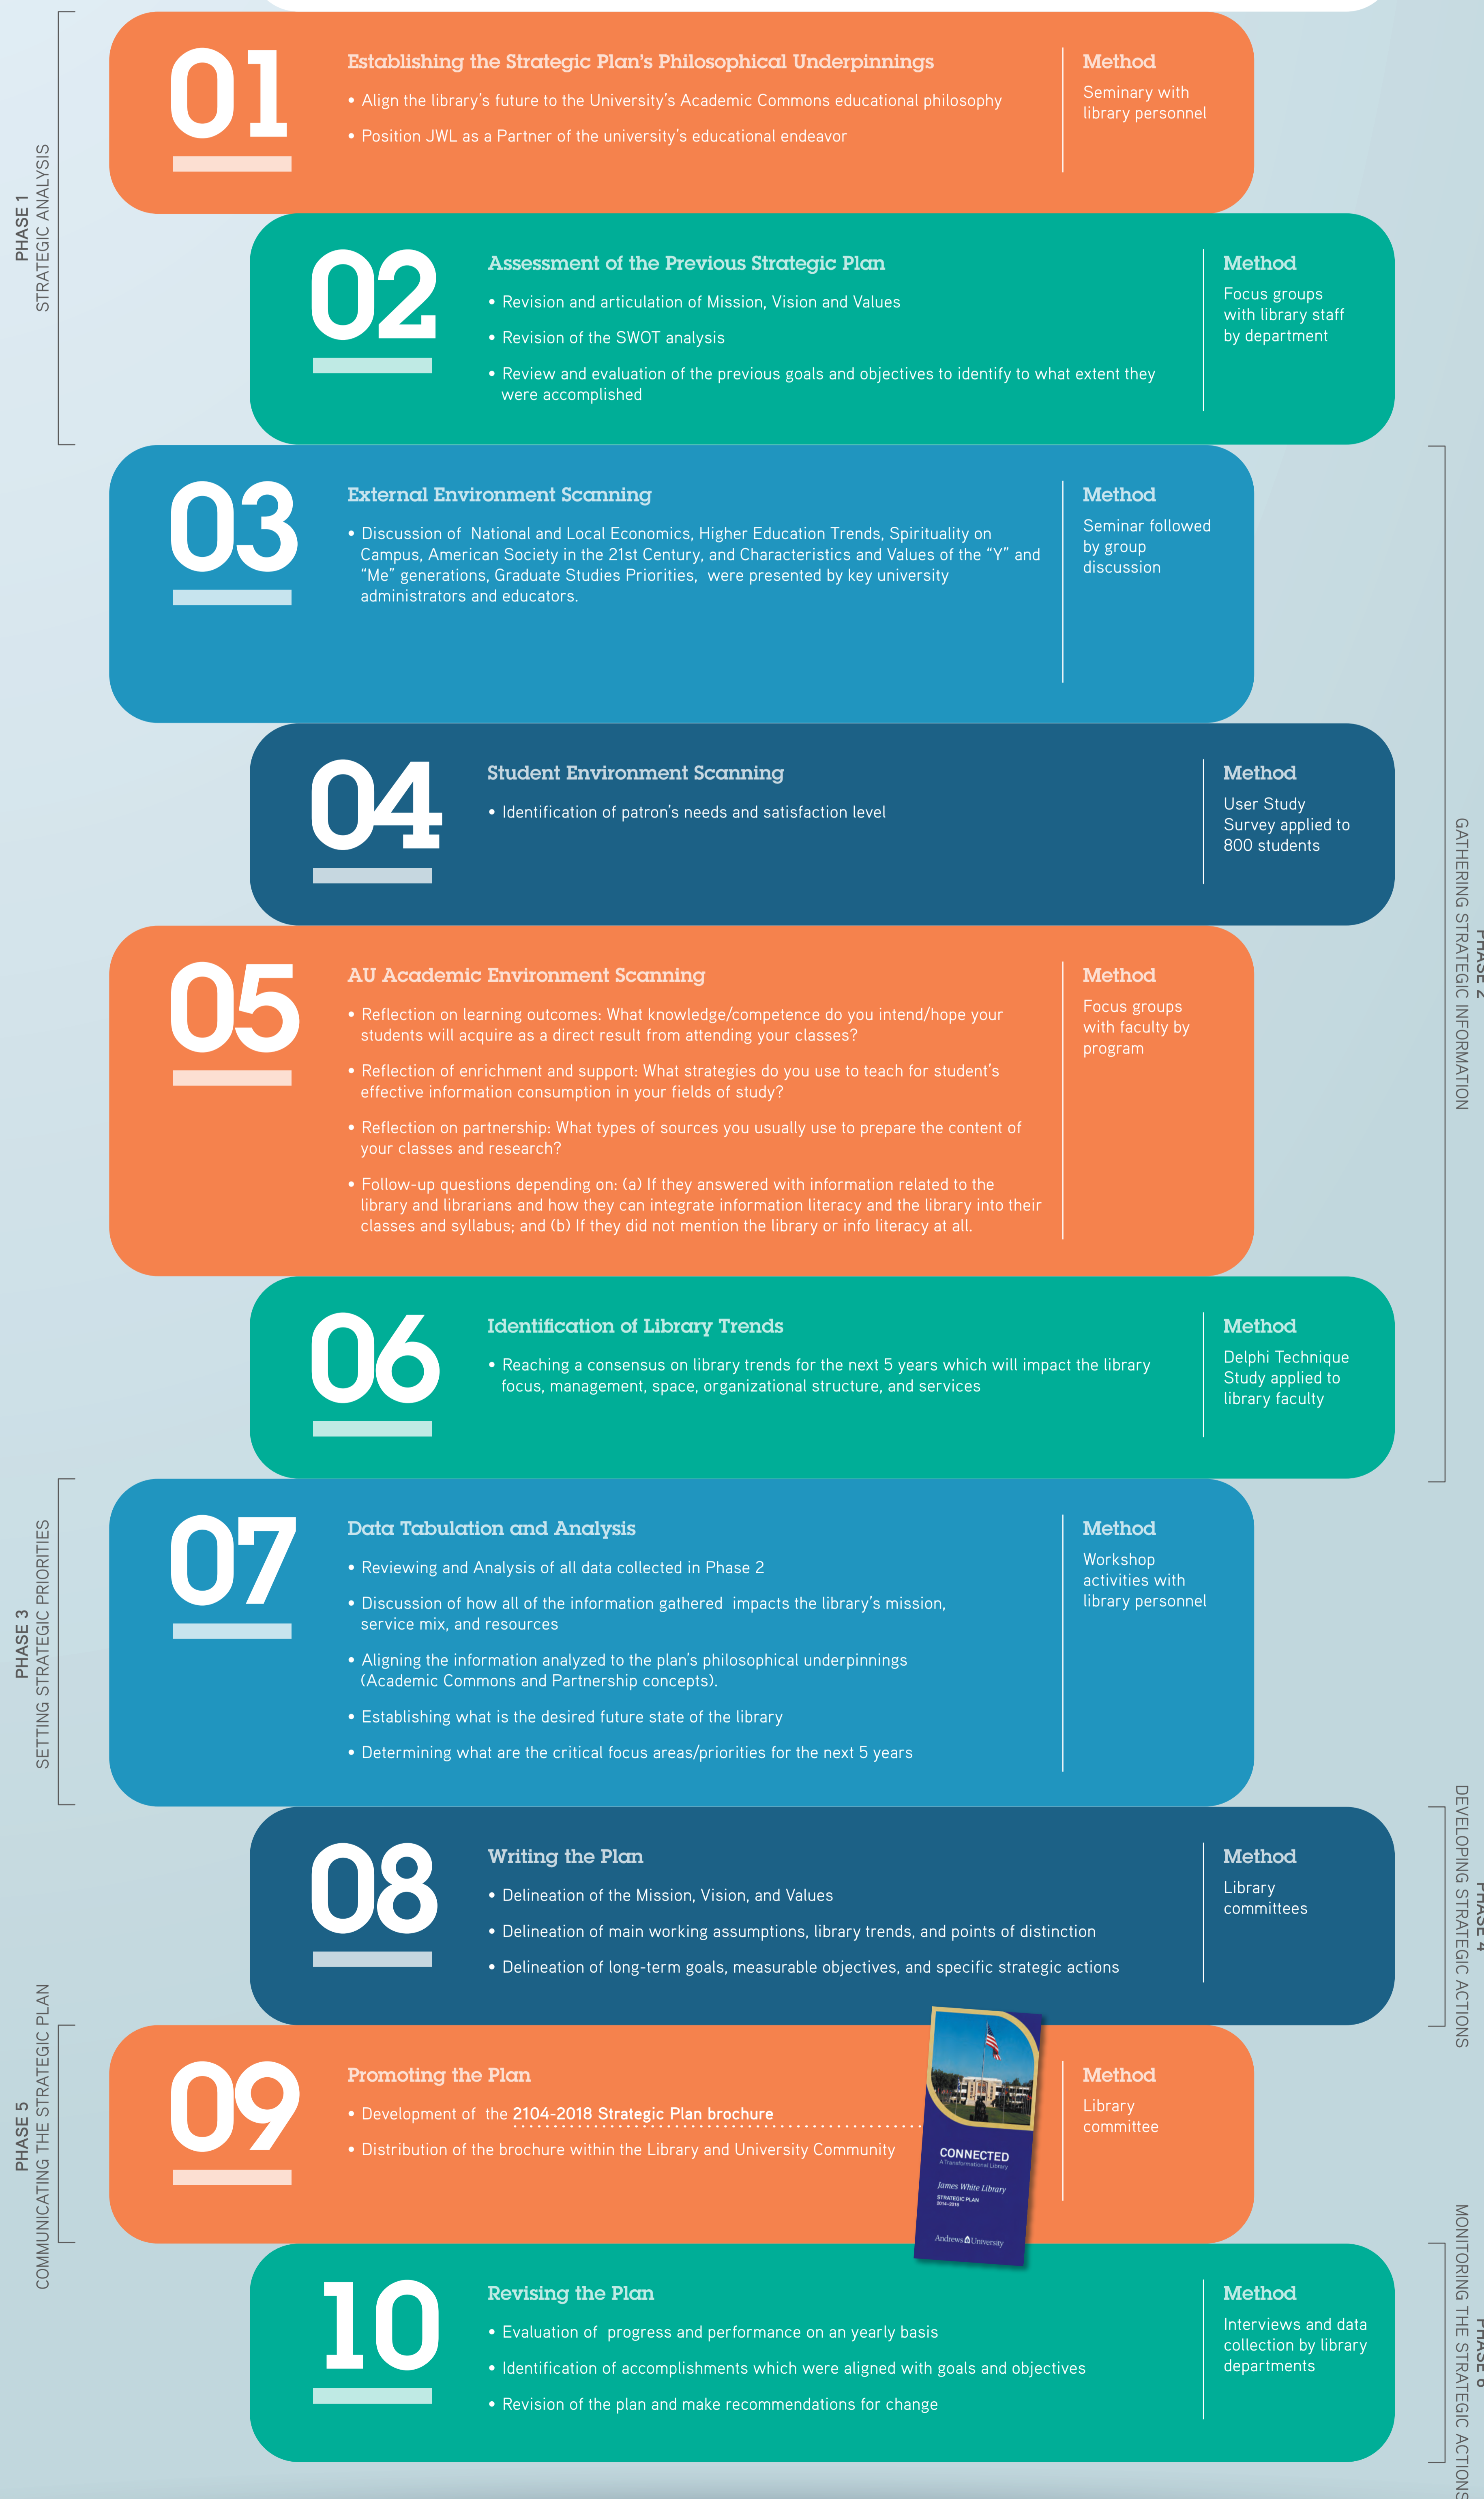 PHASE 1
STRATEGIC ANALYSIS
01
Establishing the Strategic Plan’s Philosophical Underpinnings
• Align the library’s future to the University’s Academic Commons educational philosophy
• Position JWL as a Partner of the university’s educational endeavor
Method
Seminary with
library personnel
02
Assessment of the Previous Strategic Plan
• Revision and articulation of Mission, Vision and Values
• Revision of the SWOT analysis
• Review and evaluation of the previous goals and objectives to identify to what extent they
were accomplished
Method
Focus groups
with library staff
by department
PHASE 2
GATHERING STRATEGIC INFORMATION
03
External Environment Scanning
• Discussion of National and Local Economics, Higher Education Trends, Spirituality on
Campus, American Society in the 21st Century, and Characteristics and Values of the “Y” and
“Me” generations, Graduate Studies Priorities, were presented by key university
administrators and educators.
Method
Seminar followed
by group
discussion
04
Student Environment Scanning
• Identification of patron’s needs and satisfaction level
Method
User Study
Survey applied to
800 students
05
AU Academic Environment Scanning
• Reflection on learning outcomes: What knowledge/competence do you intend/hope your
students will acquire as a direct result from attending your classes?
• Reflection of enrichment and support: What strategies do you use to teach for student’s
effective information consumption in your fields of study?
• Reflection on partnership: What types of sources you usually use to prepare the content of
your classes and research?
• Follow-up questions depending on: (a) If they answered with information related to the
library and librarians and how they can integrate information literacy and the library into their
classes and syllabus; and (b) If they did not mention the library or info literacy at all.
Method
Focus groups
with faculty by
program
06
Identification of Library Trends
• Reaching a consensus on library trends for the next 5 years which will impact the library
focus, management, space, organizational structure, and services
Method
Delphi Technique
Study applied to
library faculty
PHASE 3
SETTING STRATEGIC PRIORITIES
07
Data Tabulation and Analysis
• Reviewing and Analysis of all data collected in Phase 2
• Discussion of how all of the information gathered impacts the library’s mission,
service mix, and resources
• Aligning the information analyzed to the plan’s philosophical underpinnings
(Academic Commons and Partnership concepts).
• Establishing what is the desired future state of the library
• Determining what are the critical focus areas/priorities for the next 5 years
Method
Workshop
activities with
library personnel
PHASE 4
DEVELOPING STRATEGIC ACTIONS
08
Writing the Plan
• Delineation of the Mission, Vision, and Values
• Delineation of main working assumptions, library trends, and points of distinction
• Delineation of long-term goals, measurable objectives, and specific strategic actions
Method
Library
committees
PHASE 5
COMMUNICATING THE STRATEGIC PLAN
09
Promoting the Plan
• Development of the 2104-2018 Strategic Plan brochure
• Distribution of the brochure within the Library and University Community
CONNECTED
A Transformational Library
James White Library
STRATEGIC PLAN
2014-2018
Andrews University
Method
Library
committee
PHASE 6
MONITORING THE STRATEGIC ACTIONS
10
Revising the Plan
• Evaluation of progress and performance on an yearly basis
• Identification of accomplishments which were aligned with goals and objectives
• Revision of the plan and make recommendations for change
Method
Interviews and data
collection by library
departments